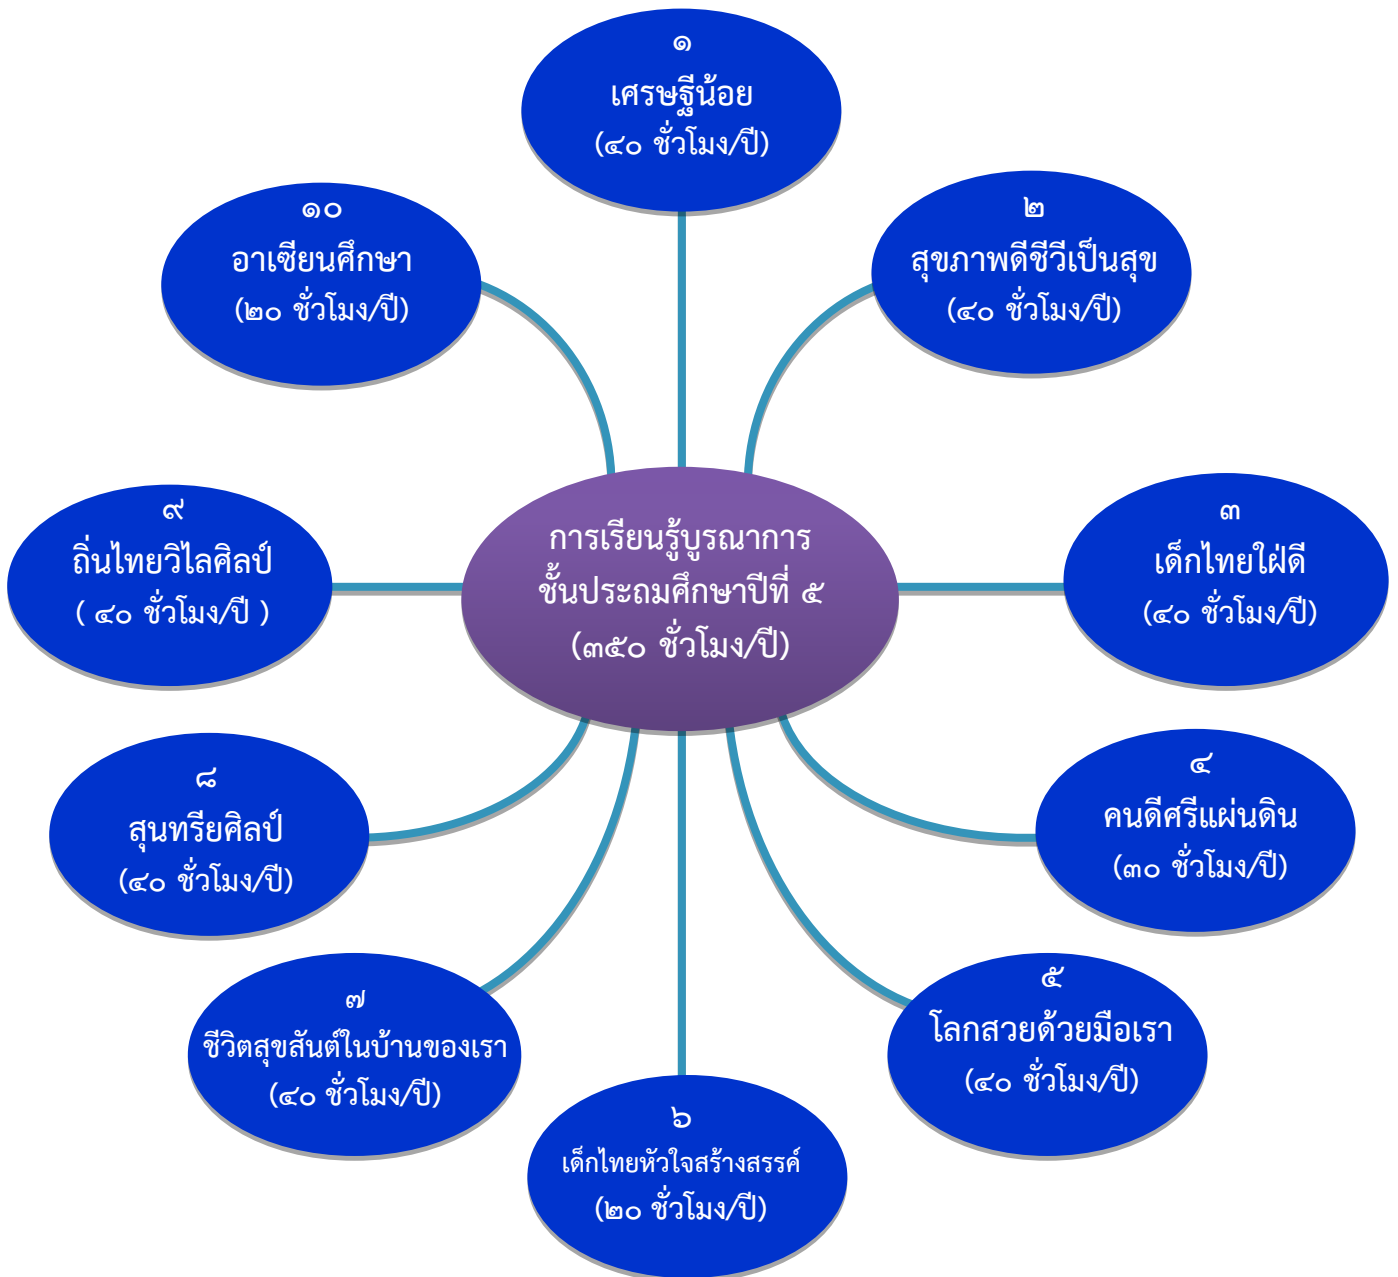 ๑
เศรษฐีน้อย
(๔๐ ชั่วโมง/ปี)
๒
สุขภาพดีชีวีเป็นสุข
(๔๐ ชั่วโมง/ปี)
๓
เด็กไทยใฝ่ดี
(๔๐ ชั่วโมง/ปี)
๔
คนดีศรีแผ่นดิน
(๓๐ ชั่วโมง/ปี)
๕
โลกสวยด้วยมือเรา
(๔๐ ชั่วโมง/ปี)
๖
เด็กไทยหัวใจสร้างสรรค์
(๒๐ ชั่วโมง/ปี)
๗
ชีวิตสุขสันต์ในบ้านของเรา
(๔๐ ชั่วโมง/ปี)
๘
สุนทรียศิลป์
(๔๐ ชั่วโมง/ปี)
๙
ถิ่นไทยวิไลศิลป์
( ๔๐ ชั่วโมง/ปี )
๑๐
อาเซียนศึกษา
(๒๐ ชั่วโมง/ปี)
การเรียนรู้บูรณาการ
ชั้นประถมศึกษาปีที่ ๕
(๓๕๐ ชั่วโมง/ปี)